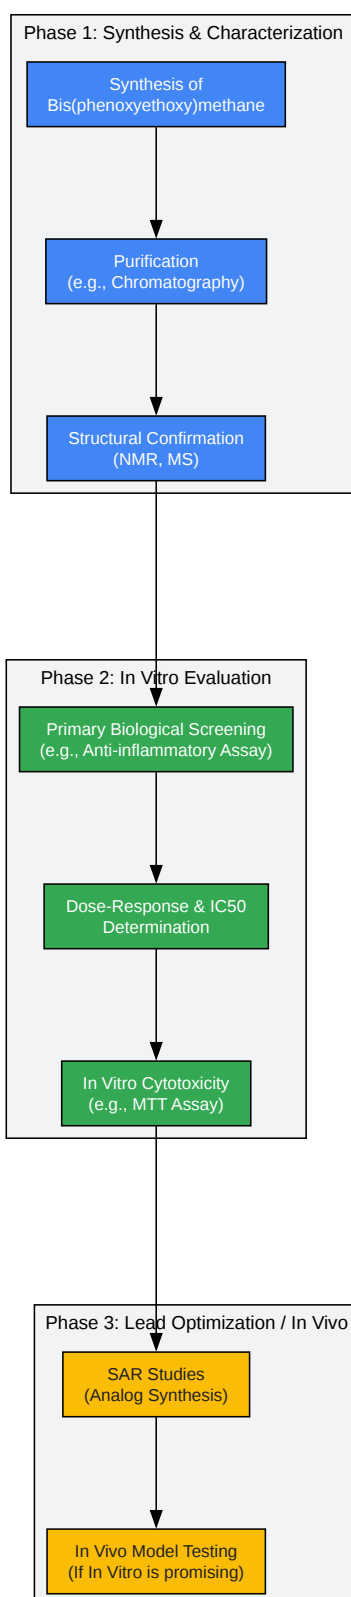 Phase 1: Synthesis & Characterization
Synthesis of
Bis(phenoxyethoxy)methane
Purification
(e.g., Chromatography)
Structural Confirmation
(NMR, MS)
Phase 2: In Vitro Evaluation
Primary Biological Screening
(e.g., Anti-inflammatory Assay)
Dose-Response & IC50
Determination
In Vitro Cytotoxicity
(e.g., MTT Assay)
Phase 3: Lead Optimization / In Vivo
SAR Studies
(Analog Synthesis)
In Vivo Model Testing
(If In Vitro is promising)